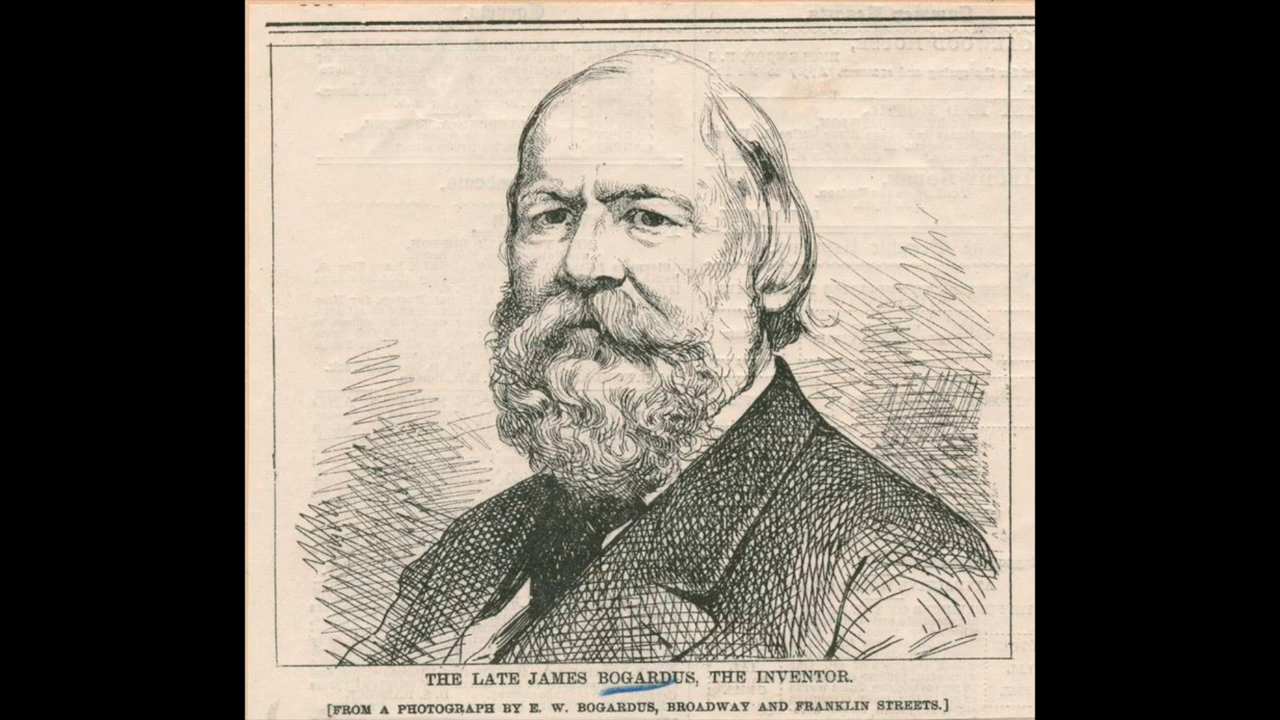 THE LATE JAMES BOGARDUS, THE INVENTOR.
[FROM A PHOTOGRAPH BY E. W. BOGARDUS, BROADWAY AND FRANKLIN STREETS.]